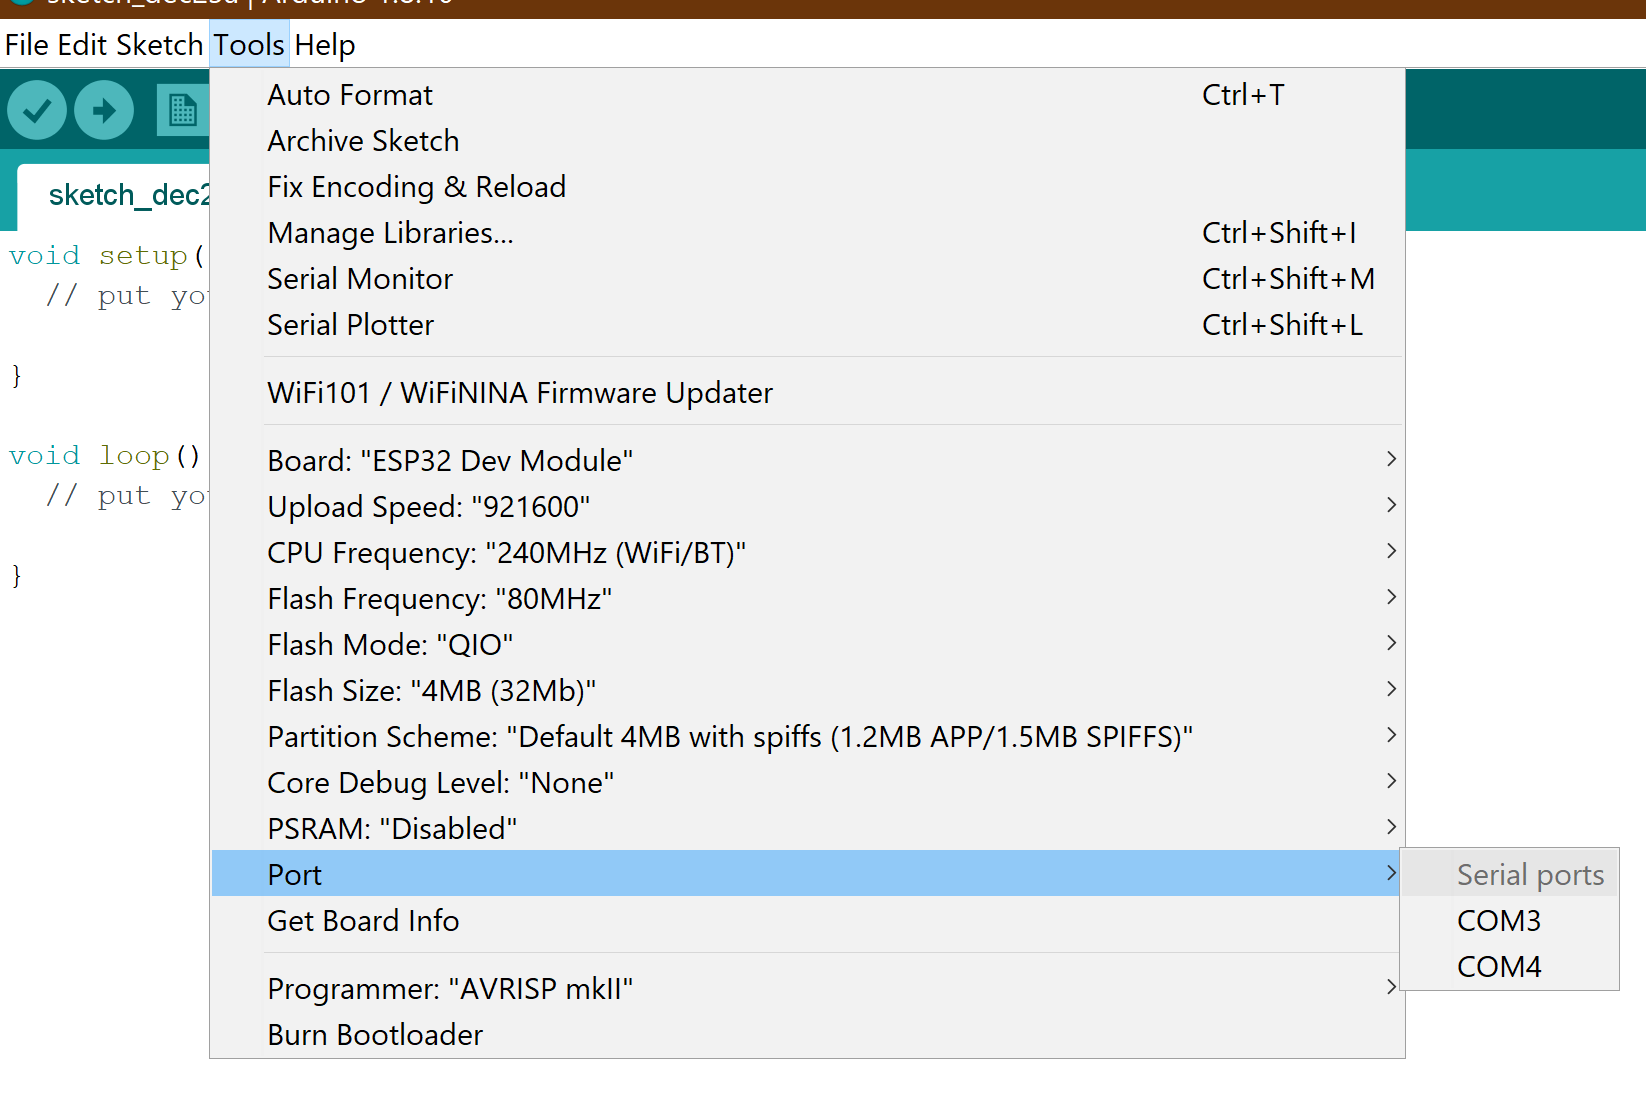 File Edit Sketch Tools Help
Auto Format Ctrl+T
Archive Sketch
Fix Encoding & Reload
Manage Libraries... Ctrl+Shift+I
Serial Monitor Ctrl+Shift+M
Serial Plotter Ctrl+Shift+L
WiFi101 / WiFiNINA Firmware Updater
Board: "ESP32 Dev Module"
Upload Speed: "921600"
CPU Frequency: "240MHz (WiFi/BT)"
Flash Frequency: "80MHz"
Flash Mode: "QIO"
Flash Size: "4MB (32Mb)"
Partition Scheme: "Default 4MB with spiffs (1.2MB APP/1.5MB SPIFFS)"
Core Debug Level: "None"
PSRAM: "Disabled"
Port
Get Board Info
Programmer: "AVRISP mkII"
Burn Bootloader
Serial ports
COM3
COM4
sketch_dec2
void setup(
// put you
}
void loop()
// put you
}